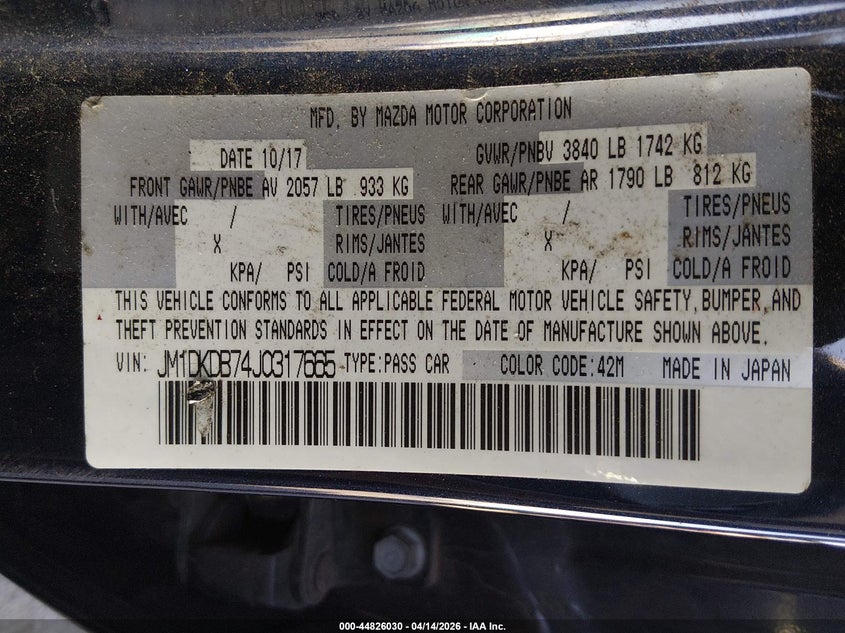 MFD. BY MAZDA MOTOR CORPORATION
DATE 10/17 GVWR/PNBV 3840 LB 1742 KG
FRONT GAWR/PNBE AV 2057 LB 933 KG REAR GAWR/PNBE AR 1790 LB 812 KG
WITH/AVEC / TIRES/PNEUS WITH/AVEC / TIRES/PNEUS
X RIMS/JANTES X RIMS/JANTES
KPA/ PSI COLD/A FROID KPA/ PSI COLD/A FROID
THIS VEHICLE CONFORMS TO ALL APPLICABLE FEDERAL MOTOR VEHICLE SAFETY, BUMPER, AND
THEFT PREVENTION STANDARDS IN EFFECT ON THE DATE OF MANUFACTURE SHOWN ABOVE.
VIN: JM1DKDB74J0317665 TYPE:PASS CAR COLOR CODE:42M MADE IN JAPAN
000-44826030 - 04/14/2026 - IAA Inc.